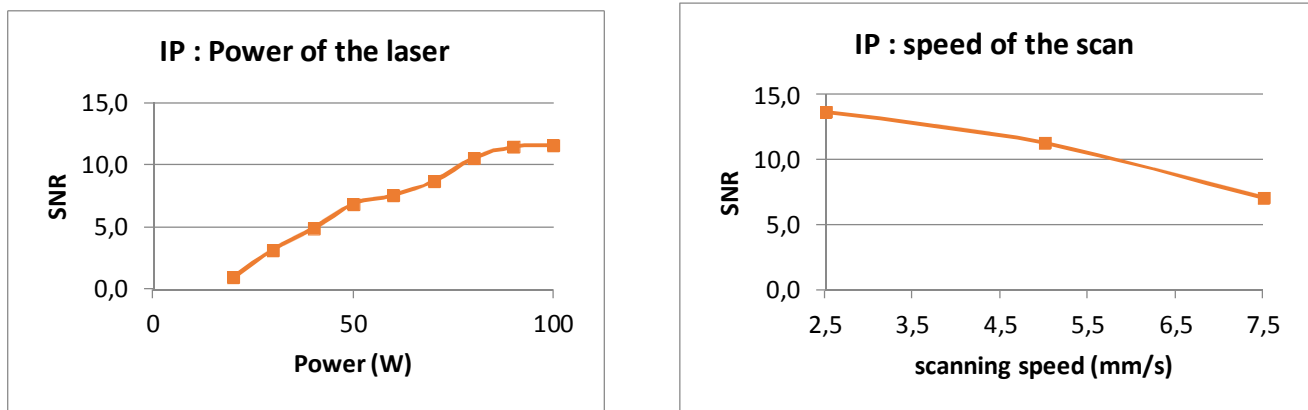 IP : Power of the laser
15,0
10,0
5,0
0,0
SNR
0 50 100
Power (W)
IP : speed of the scan
15,0
10,0
5,0
0,0
SNR
2,5 3,5 4,5 5,5 6,5 7,5
scanning speed (mm/s)